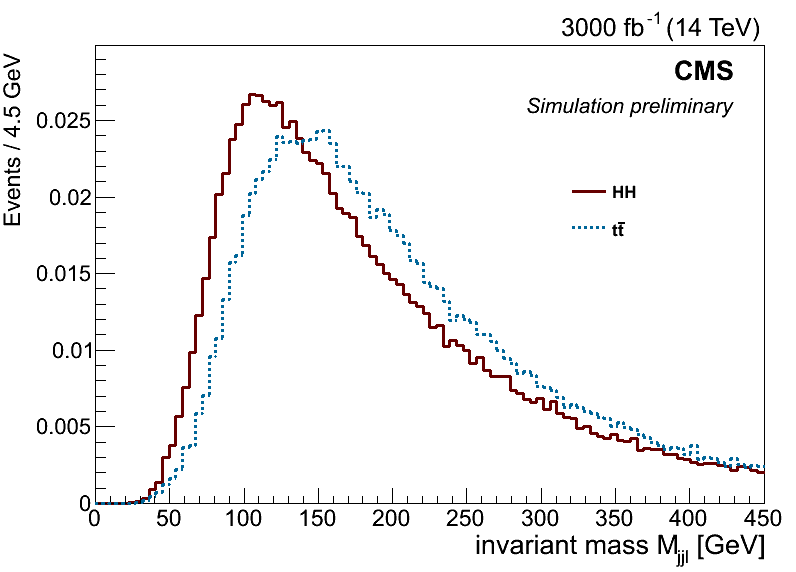 3000 fb⁻¹ (14 TeV)
CMS
Simulation preliminary
Events / 4.5 GeV
HH
tt̄
0.025
0.02
0.015
0.01
0.005
0
0 50 100 150 200 250 300 350 400 450
invariant mass M_jjl [GeV]